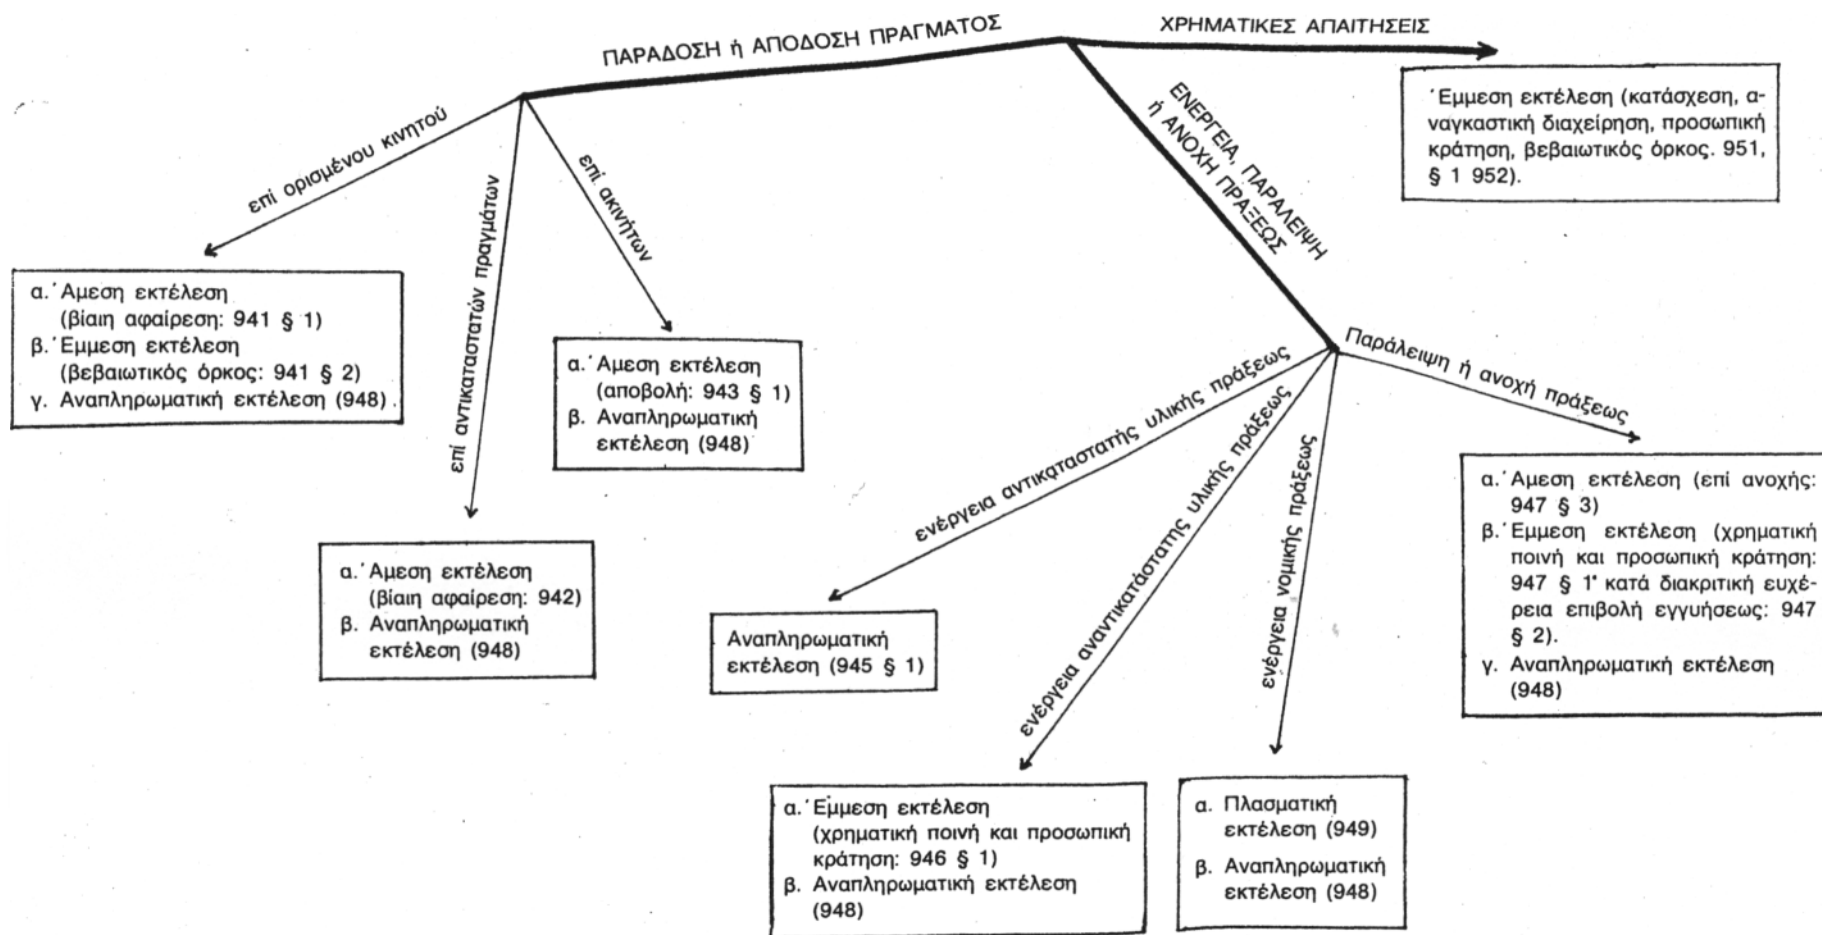 ΠΑΡΑΔΟΣΗ ή ΑΠΟΔΟΣΗ ΠΡΑΓΜΑΤΟΣ
ΧΡΗΜΑΤΙΚΕΣ ΑΠΑΙΤΗΣΕΙΣ
΄Εμμεση εκτέλεση (κατάσχεση, α-
ναγκαστική διαχείρηση, προσωπική
κράτηση, βεβαιωτικός όρκος. 951,
§ 1 952).
ΕΝΕΡΓΕΙΑ, ΠΑΡΑΛΕΙΨΗ
ή ΑΝΟΧΗ ΠΡΑΞΕΩΣ
επί ορισμένου κινητού
επί αντικαταστατών πραγμάτων
επί ακινήτων
α. ΄Αμεση εκτέλεση
(βίαιη αφαίρεση: 941 § 1)
β. ΄Εμμεση εκτέλεση
(βεβαιωτικός όρκος: 941 § 2)
γ. Αναπληρωματική εκτέλεση (948).
α. ΄Αμεση εκτέλεση
(αποβολή: 943 § 1)
β. Αναπληρωματική
εκτέλεση (948)
α. ΄Αμεση εκτέλεση
(βίαιη αφαίρεση: 942)
β. Αναπληρωματική
εκτέλεση (948)
ενέργεια αντικαταστατής υλικής πράξεως
ενέργεια αναντικατάστατης υλικής πράξεως
ενέργεια νομικής πράξεως
Παράλειψη ή ανοχή πράξεως
Αναπληρωματική
εκτέλεση (945 § 1)
α. ΄Εμμεση εκτέλεση
(χρηματική ποινή και προσωπική
κράτηση: 946 § 1)
β. Αναπληρωματική εκτέλεση
(948)
α. Πλασματική
εκτέλεση (949)
β. Αναπληρωματική
εκτέλεση (948)
α. ΄Αμεση εκτέλεση (επί ανοχής:
947 § 3)
β. ΄Εμμεση εκτέλεση (χρηματική
ποινή και προσωπική κράτηση:
947 § 1˙ κατά διακριτική ευχέ-
ρεια επιβολή εγγυήσεως: 947
§ 2).
γ. Αναπληρωματική εκτέλεση
(948)